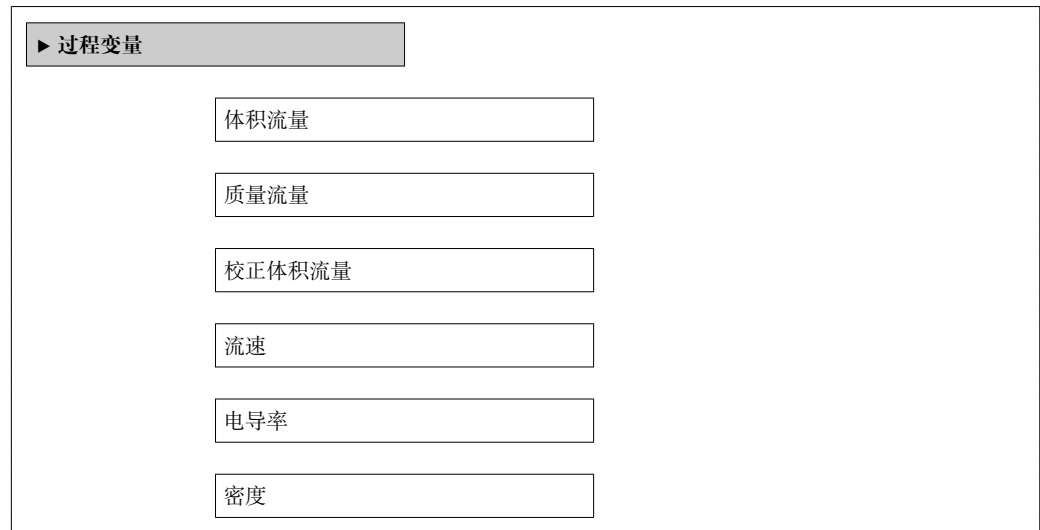 ▶ 过程变量
体积流量
质量流量
校正体积流量
流速
电导率
密度